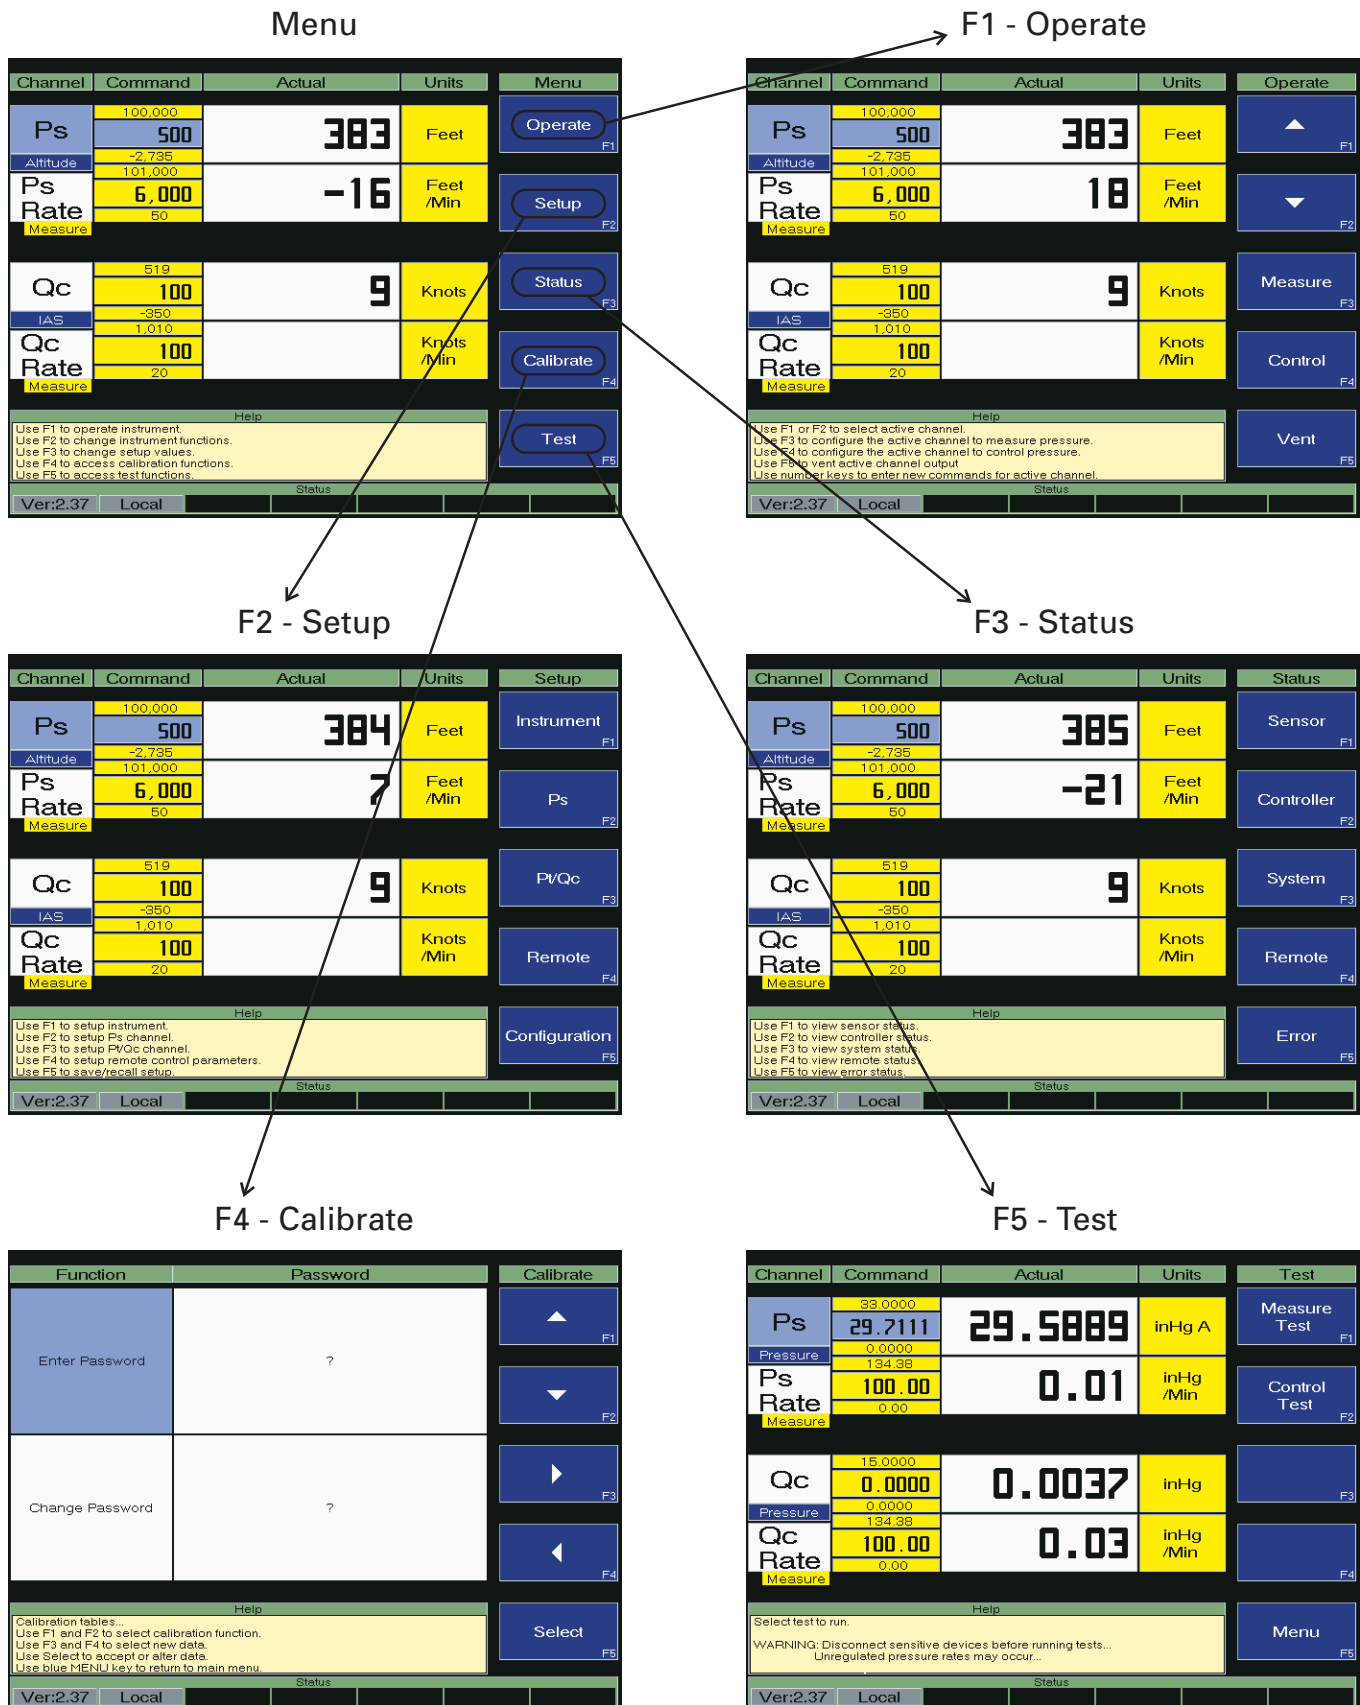 Menu
Channel Command Actual Units Menu
Ps
Altitude
100,000
500
-2,735
383
Feet
Operate
F1
Ps
Rate
Measure
101,000
6,000
50
-16
Feet
/Min
Setup
F2
Qc
IAS
519
100
-350
9
Knots
Status
F3
Qc
Rate
Measure
1,010
100
20
Knots
/Min
Calibrate
F4
Help
Use F1 to operate instrument.
Use F2 to change instrument functions.
Use F3 to change setup values.
Use F4 to access calibration functions.
Use F5 to access test functions.
Test
F5
Status
Ver:2.37 Local
F1 - Operate
Channel Command Actual Units Operate
Ps
Altitude
100,000
500
-2,735
383
Feet
F1
Ps
Rate
Measure
101,000
6,000
50
18
Feet
/Min
F2
Qc
IAS
519
100
-350
9
Knots
Measure
F3
Qc
Rate
Measure
1,010
100
20
Knots
/Min
Control
F4
Help
Use F1 or F2 to select active channel.
Use F3 to configure the active channel to measure pressure.
Use F4 to configure the active channel to control pressure.
Use F5 to vent active channel output
Use number keys to enter new commands for active channel.
Vent
F5
Status
Ver:2.37 Local
F2 - Setup
Channel Command Actual Units Setup
Ps
Altitude
100,000
500
-2,735
384
Feet
Instrument
F1
Ps
Rate
Measure
101,000
6,000
50
7
Feet
/Min
Ps
F2
Qc
IAS
519
100
-350
9
Knots
Pt/Qc
F3
Qc
Rate
Measure
1,010
100
20
Knots
/Min
Remote
F4
Help
Use F1 to setup instrument.
Use F2 to setup Ps channel.
Use F3 to setup Pt/Qc channel.
Use F4 to setup remote control parameters.
Use F5 to save/recall setup.
Configuration
F5
Status
Ver:2.37 Local
F3 - Status
Channel Command Actual Units Status
Ps
Altitude
100,000
500
-2,735
385
Feet
Sensor
F1
Ps
Rate
Measure
101,000
6,000
50
-21
Feet
/Min
Controller
F2
Qc
IAS
519
100
-350
9
Knots
System
F3
Qc
Rate
Measure
1,010
100
20
Knots
/Min
Remote
F4
Help
Use F1 to view sensor status.
Use F2 to view controller status.
Use F3 to view system status.
Use F4 to view remote status.
Use F5 to view error status.
Error
F5
Status
Ver:2.37 Local
F4 - Calibrate
Function Password Calibrate
Enter Password ?
F1
F2
Change Password ?
F3
F4
Help
Calibration tables...
Use F1 and F2 to select calibration function.
Use F3 and F4 to select new data.
Use Select to accept or alter data.
Use blue MENU key to return to main menu.
Select
F5
Status
Ver:2.37 Local
F5 - Test
Channel Command Actual Units Test
Ps
Pressure
33.0000
29.7111
0.0000
29.5889
inHg A
Measure
Test
F1
Ps
Rate
Measure
134.38
100.00
0.00
0.01
inHg
/Min
Control
Test
F2
Qc
Pressure
15.0000
0.0000
0.0000
0.0037
inHg
F3
Qc
Rate
Measure
134.38
100.00
0.00
0.03
inHg
/Min
F4
Help
Select test to run.
WARNING: Disconnect sensitive devices before running tests...
Unregulated pressure rates may occur...
Menu
F5
Status
Ver:2.37 Local